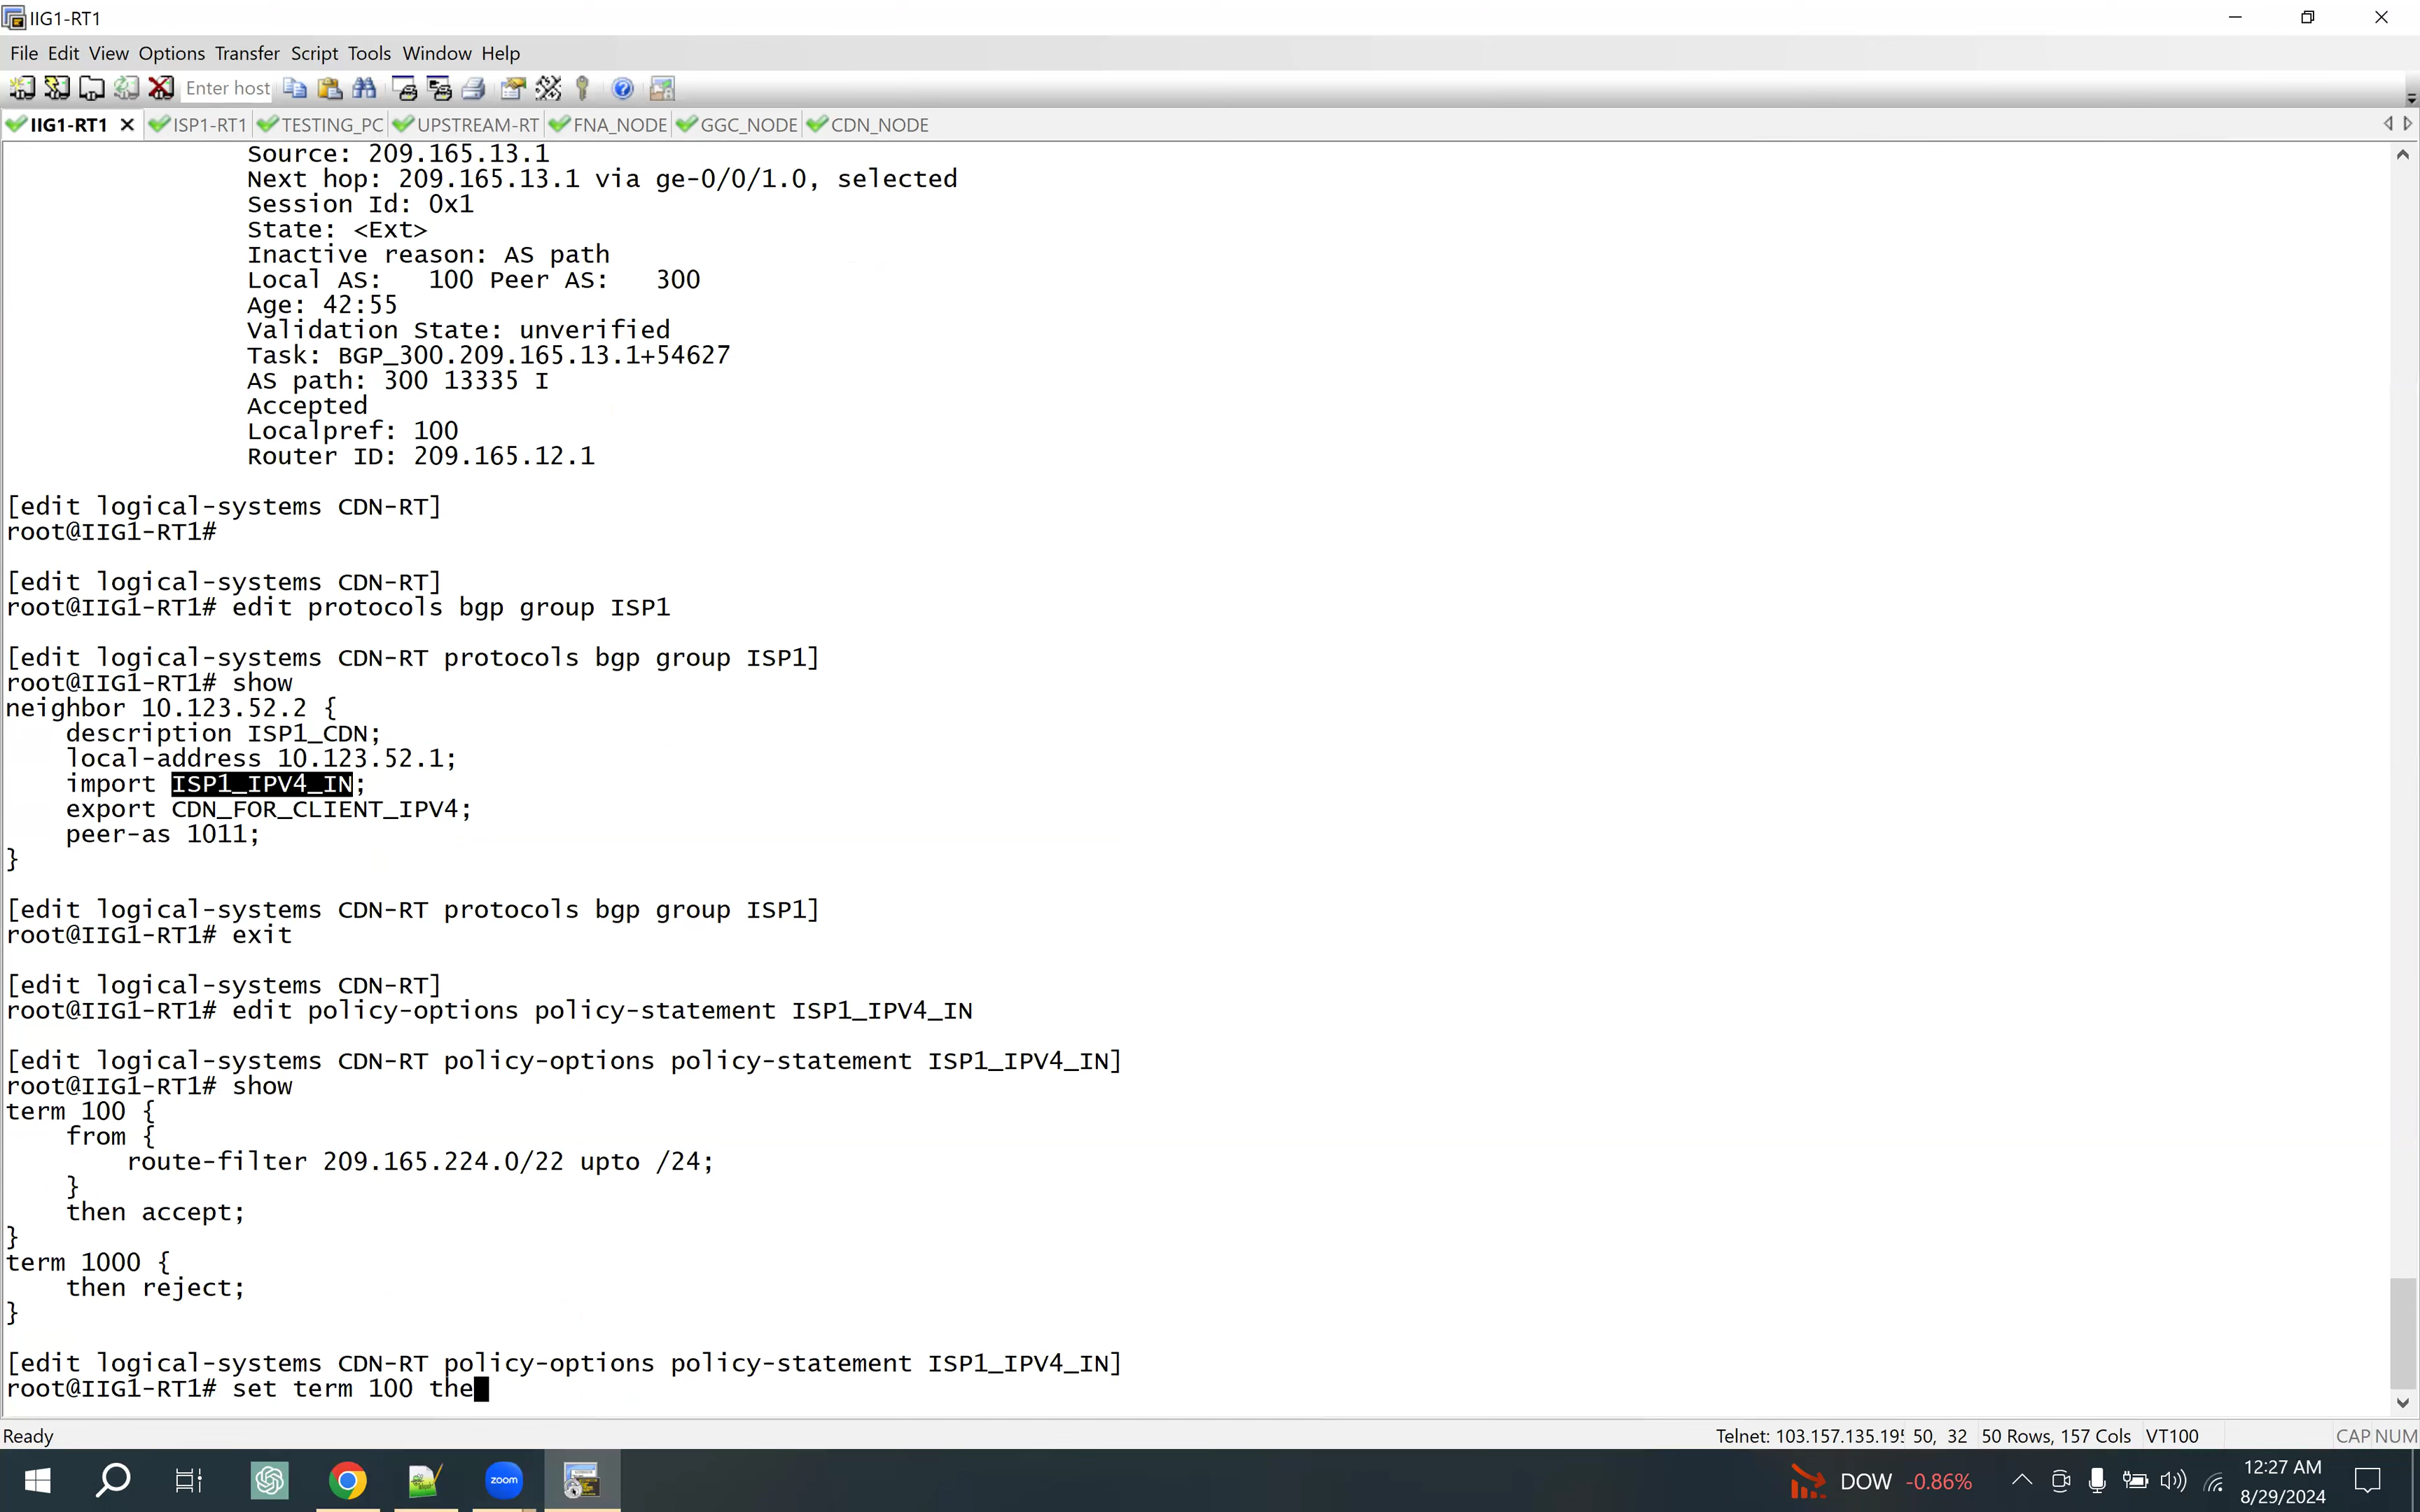 IIG1-RT1
File Edit View Options Transfer Script Tools Window Help
Enter host
IIG1-RT1 ISP1-RT1 TESTING_PC UPSTREAM-RT FNA_NODE GGC_NODE CDN_NODE
Source: 209.165.13.1
Next hop: 209.165.13.1 via ge-0/0/1.0, selected
Session Id: 0x1
State: <Ext>
Inactive reason: AS path
Local AS:   100 Peer AS:   300
Age: 42:55
Validation State: unverified
Task: BGP_300.209.165.13.1+54627
AS path: 300 13335 I
Accepted
Localpref: 100
Router ID: 209.165.12.1
[edit logical-systems CDN-RT]
root@IIG1-RT1#
[edit logical-systems CDN-RT]
root@IIG1-RT1# edit protocols bgp group ISP1
[edit logical-systems CDN-RT protocols bgp group ISP1]
root@IIG1-RT1# show
neighbor 10.123.52.2 {
description ISP1_CDN;
local-address 10.123.52.1;
import ISP1_IPV4_IN;
export CDN_FOR_CLIENT_IPV4;
peer-as 1011;
}
[edit logical-systems CDN-RT protocols bgp group ISP1]
root@IIG1-RT1# exit
[edit logical-systems CDN-RT]
root@IIG1-RT1# edit policy-options policy-statement ISP1_IPV4_IN
[edit logical-systems CDN-RT policy-options policy-statement ISP1_IPV4_IN]
root@IIG1-RT1# show
term 100 {
from {
route-filter 209.165.224.0/22 upto /24;
}
then accept;
}
term 1000 {
then reject;
}
[edit logical-systems CDN-RT policy-options policy-statement ISP1_IPV4_IN]
root@IIG1-RT1# set term 100 the
Ready
Telnet: 103.157.135.195 50, 32 50 Rows, 157 Cols VT100 CAP NUM
zoom
DOW -0.86%
12:27 AM
8/29/2024